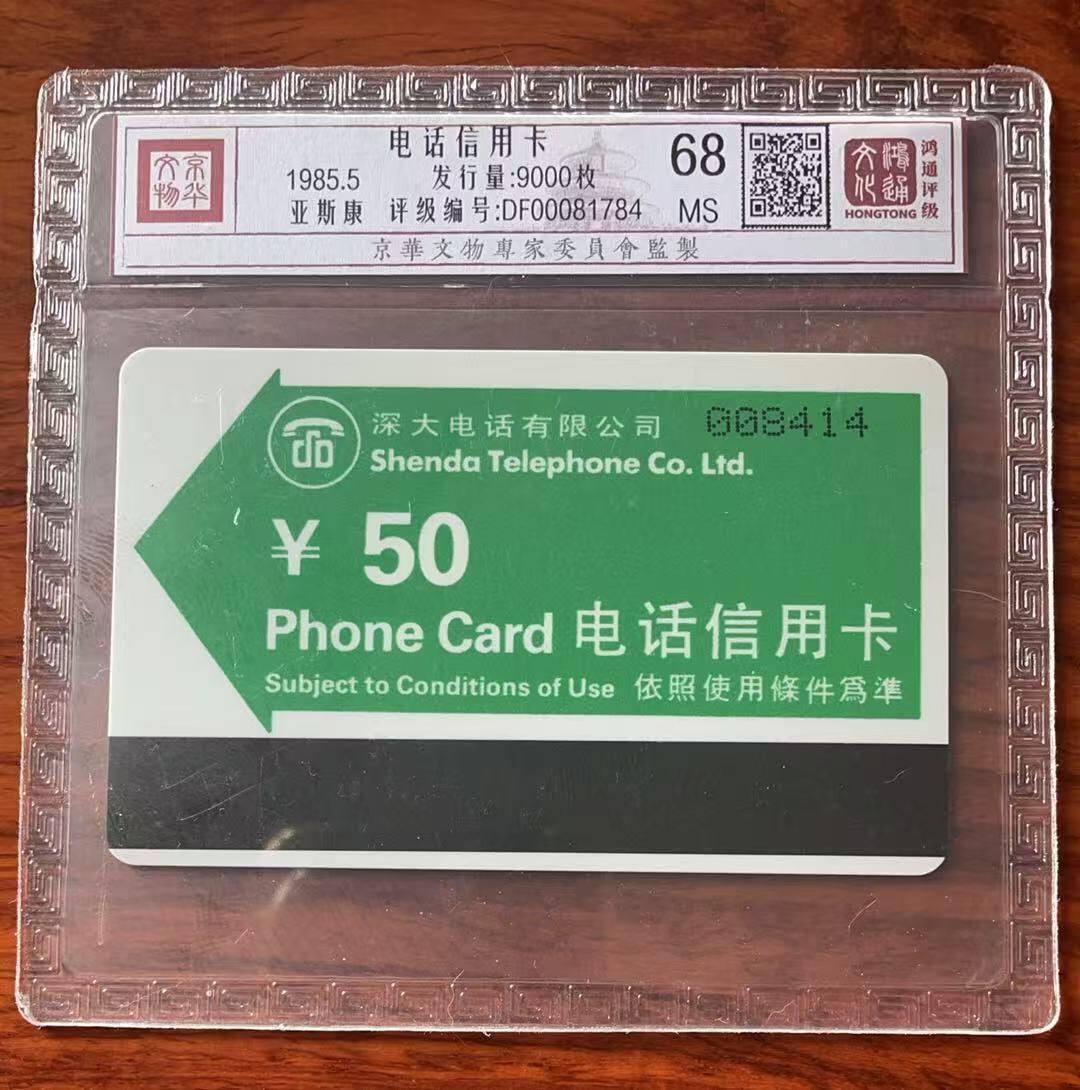 电话信用卡
1985.5 发行量:9000枚
亚斯康 评级编号:DF00081784
68
MS
京華文物專家委員會監製
京华文物
鴻通文化
HONGTONG
鸿通评级
深大电话有限公司
008414
Shenda Telephone Co. Ltd.
¥ 50
Phone Card 电话信用卡
Subject to Conditions of Use 依照使用條件爲準